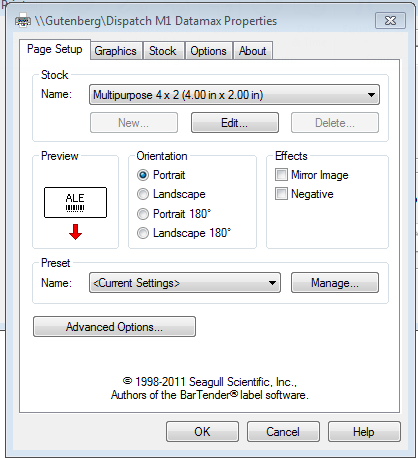 \\Gutenberg\Dispatch M1 Datamax Properties
Page Setup Graphics Stock Options About
Stock
Name: Multipurpose 4 x 2 (4.00 in x 2.00 in)
New... Edit... Delete...
Preview Orientation Effects
ALE
Portrait
Landscape
Portrait 180°
Landscape 180°
Mirror Image
Negative
Preset
Name: <Current Settings> Manage...
Advanced Options...
© 1998-2011 Seagull Scientific, Inc.,
Authors of the BarTender® label software.
OK Cancel Help